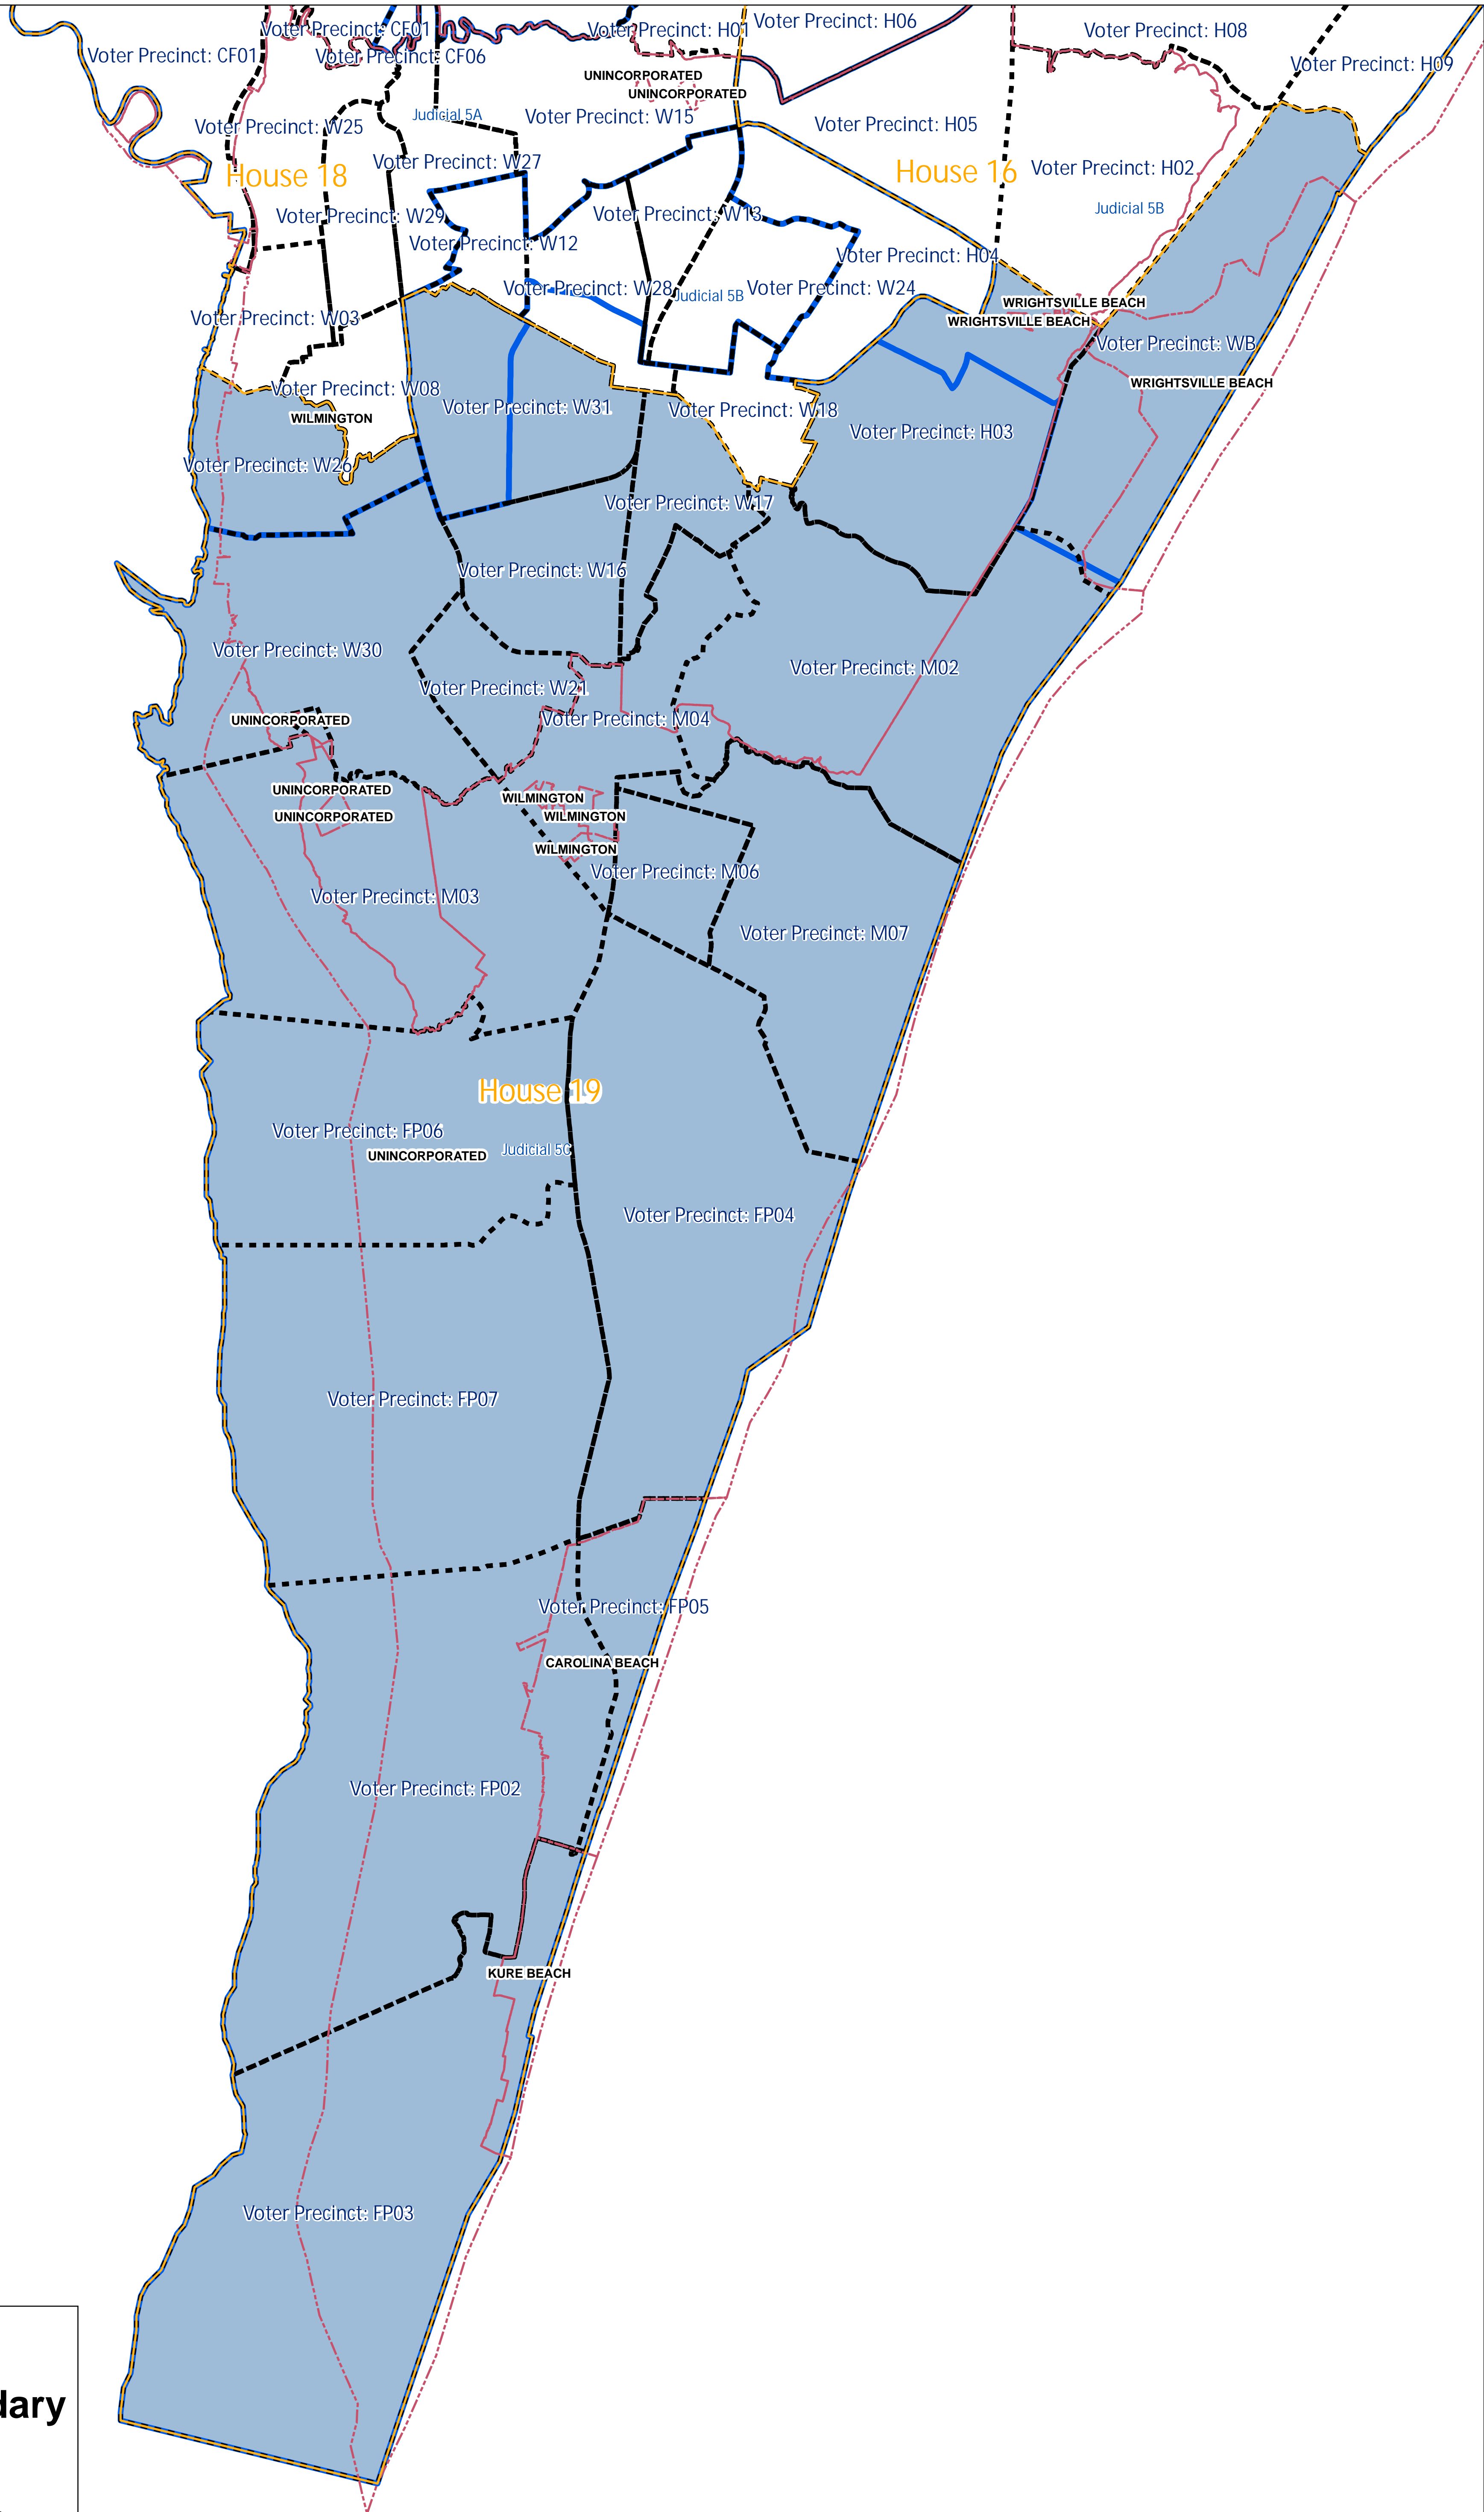 Voter Precinct: H06
Voter Precinct: CF01
Voter Precinct: H01
Voter Precinct: H08
Voter Precinct: CF01
Voter Precinct: CF06
Voter Precinct: H09
UNINCORPORATED
UNINCORPORATED
Judicial 5A
Voter Precinct: W15
Voter Precinct: H05
Voter Precinct: W25
Voter Precinct: W27
Voter Precinct: H02
House 18
House 16
Judicial 5B
Voter Precinct: W29
Voter Precinct: W13
Voter Precinct: W12
Voter Precinct: H04
Voter Precinct: W28
Judicial 5B
Voter Precinct: W24
WRIGHTSVILLE BEACH
Voter Precinct: W03
WRIGHTSVILLE BEACH
Voter Precinct: WB
WRIGHTSVILLE BEACH
Voter Precinct: W08
Voter Precinct: W31
Voter Precinct: W18
WILMINGTON
Voter Precinct: H03
Voter Precinct: W26
Voter Precinct: W17
Voter Precinct: W16
Voter Precinct: W30
Voter Precinct: M02
Voter Precinct: W21
UNINCORPORATED
Voter Precinct: M04
UNINCORPORATED
WILMINGTON
UNINCORPORATED
WILMINGTON
WILMINGTON
Voter Precinct: M06
Voter Precinct: M03
Voter Precinct: M07
House 19
Voter Precinct: FP06
Judicial 5C
UNINCORPORATED
Voter Precinct: FP04
Voter Precinct: FP07
Voter Precinct: FP05
CAROLINA BEACH
Voter Precinct: FP02
KURE BEACH
Voter Precinct: FP03
dary